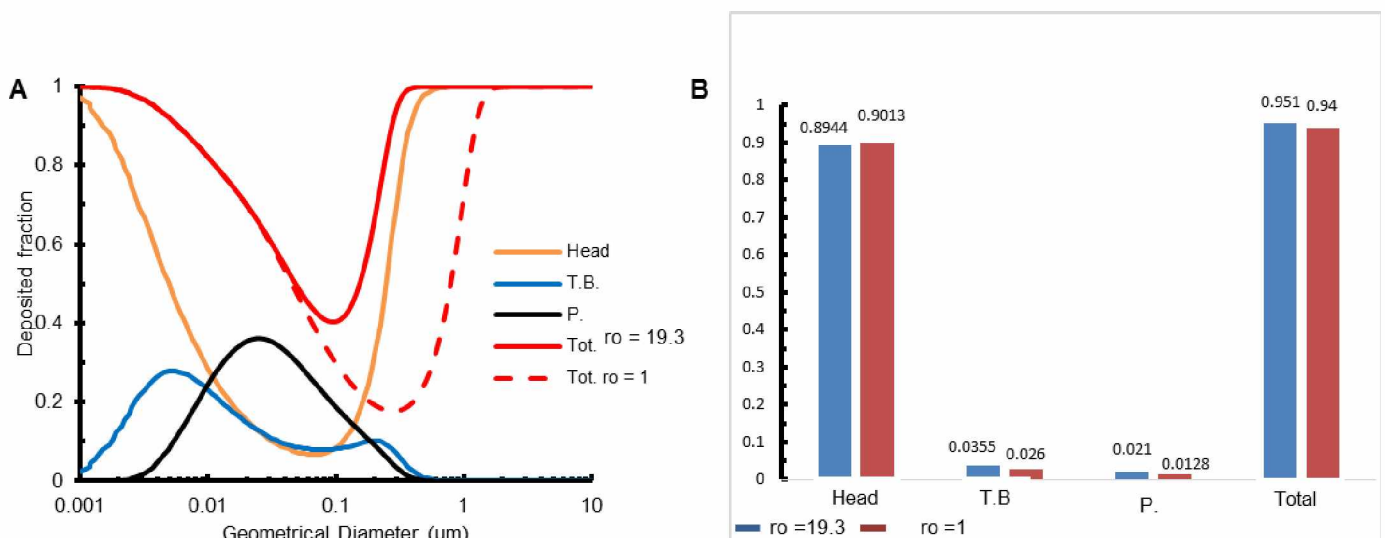 A
Deposited fraction
1
0.8
0.6
0.4
0.2
0
0.001
0.01
0.1
1
10
Geometrical Diameter (µm)
Head
T.B.
P.
Tot. ro = 19.3
Tot. ro = 1
B
1
0.9
0.8
0.7
0.6
0.5
0.4
0.3
0.2
0.1
0
0.8944
0.9013
0.0355
0.026
0.021
0.0128
0.951
0.94
Head
T.B
P.
Total
ro =19.3
ro =1